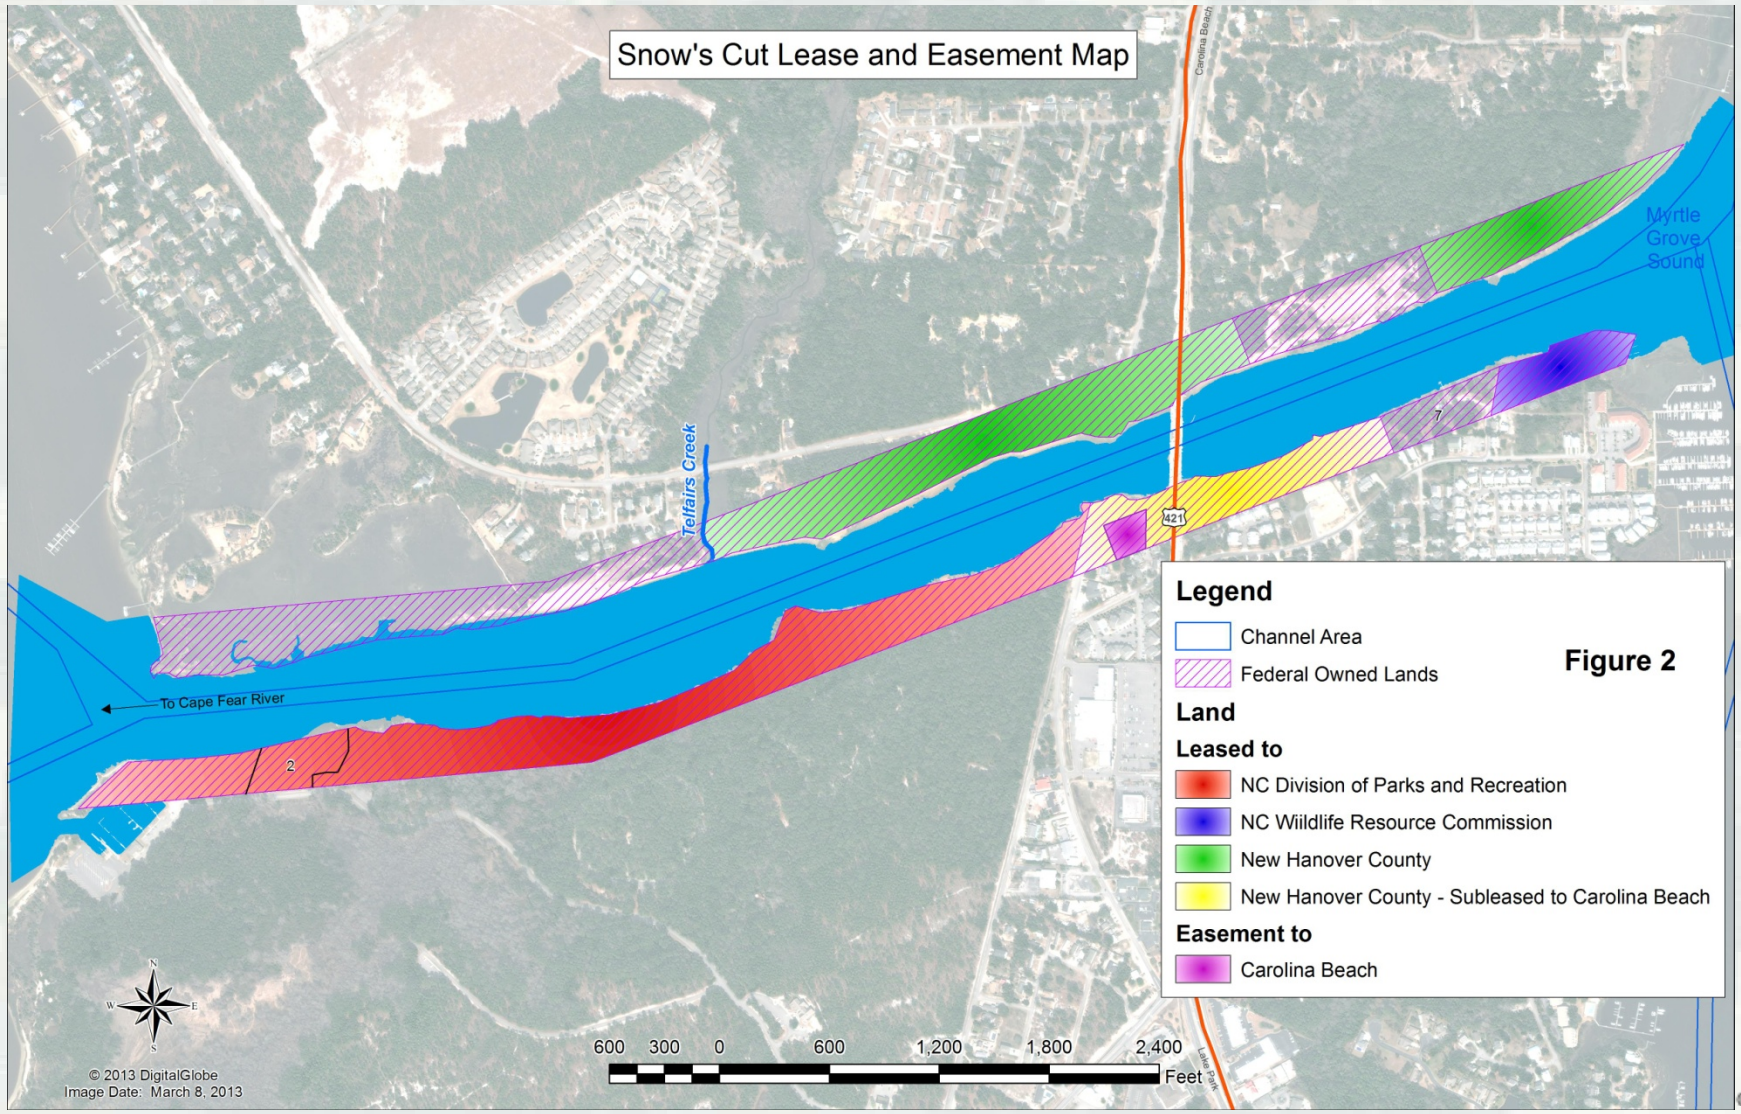 Snow's Cut Lease and Easement Map
Carolina Beach
Myrtle
Grove
Sound
Telfairs Creek
7
421
To Cape Fear River
2
Legend
Channel Area
Federal Owned Lands
Figure 2
Land
Leased to
NC Division of Parks and Recreation
NC Wiildlife Resource Commission
New Hanover County
New Hanover County - Subleased to Carolina Beach
Easement to
Carolina Beach
N
W E
S
600 300 0 600 1,200 1,800 2,400
Feet
Lake Park
© 2013 DigitalGlobe
Image Date: March 8, 2013